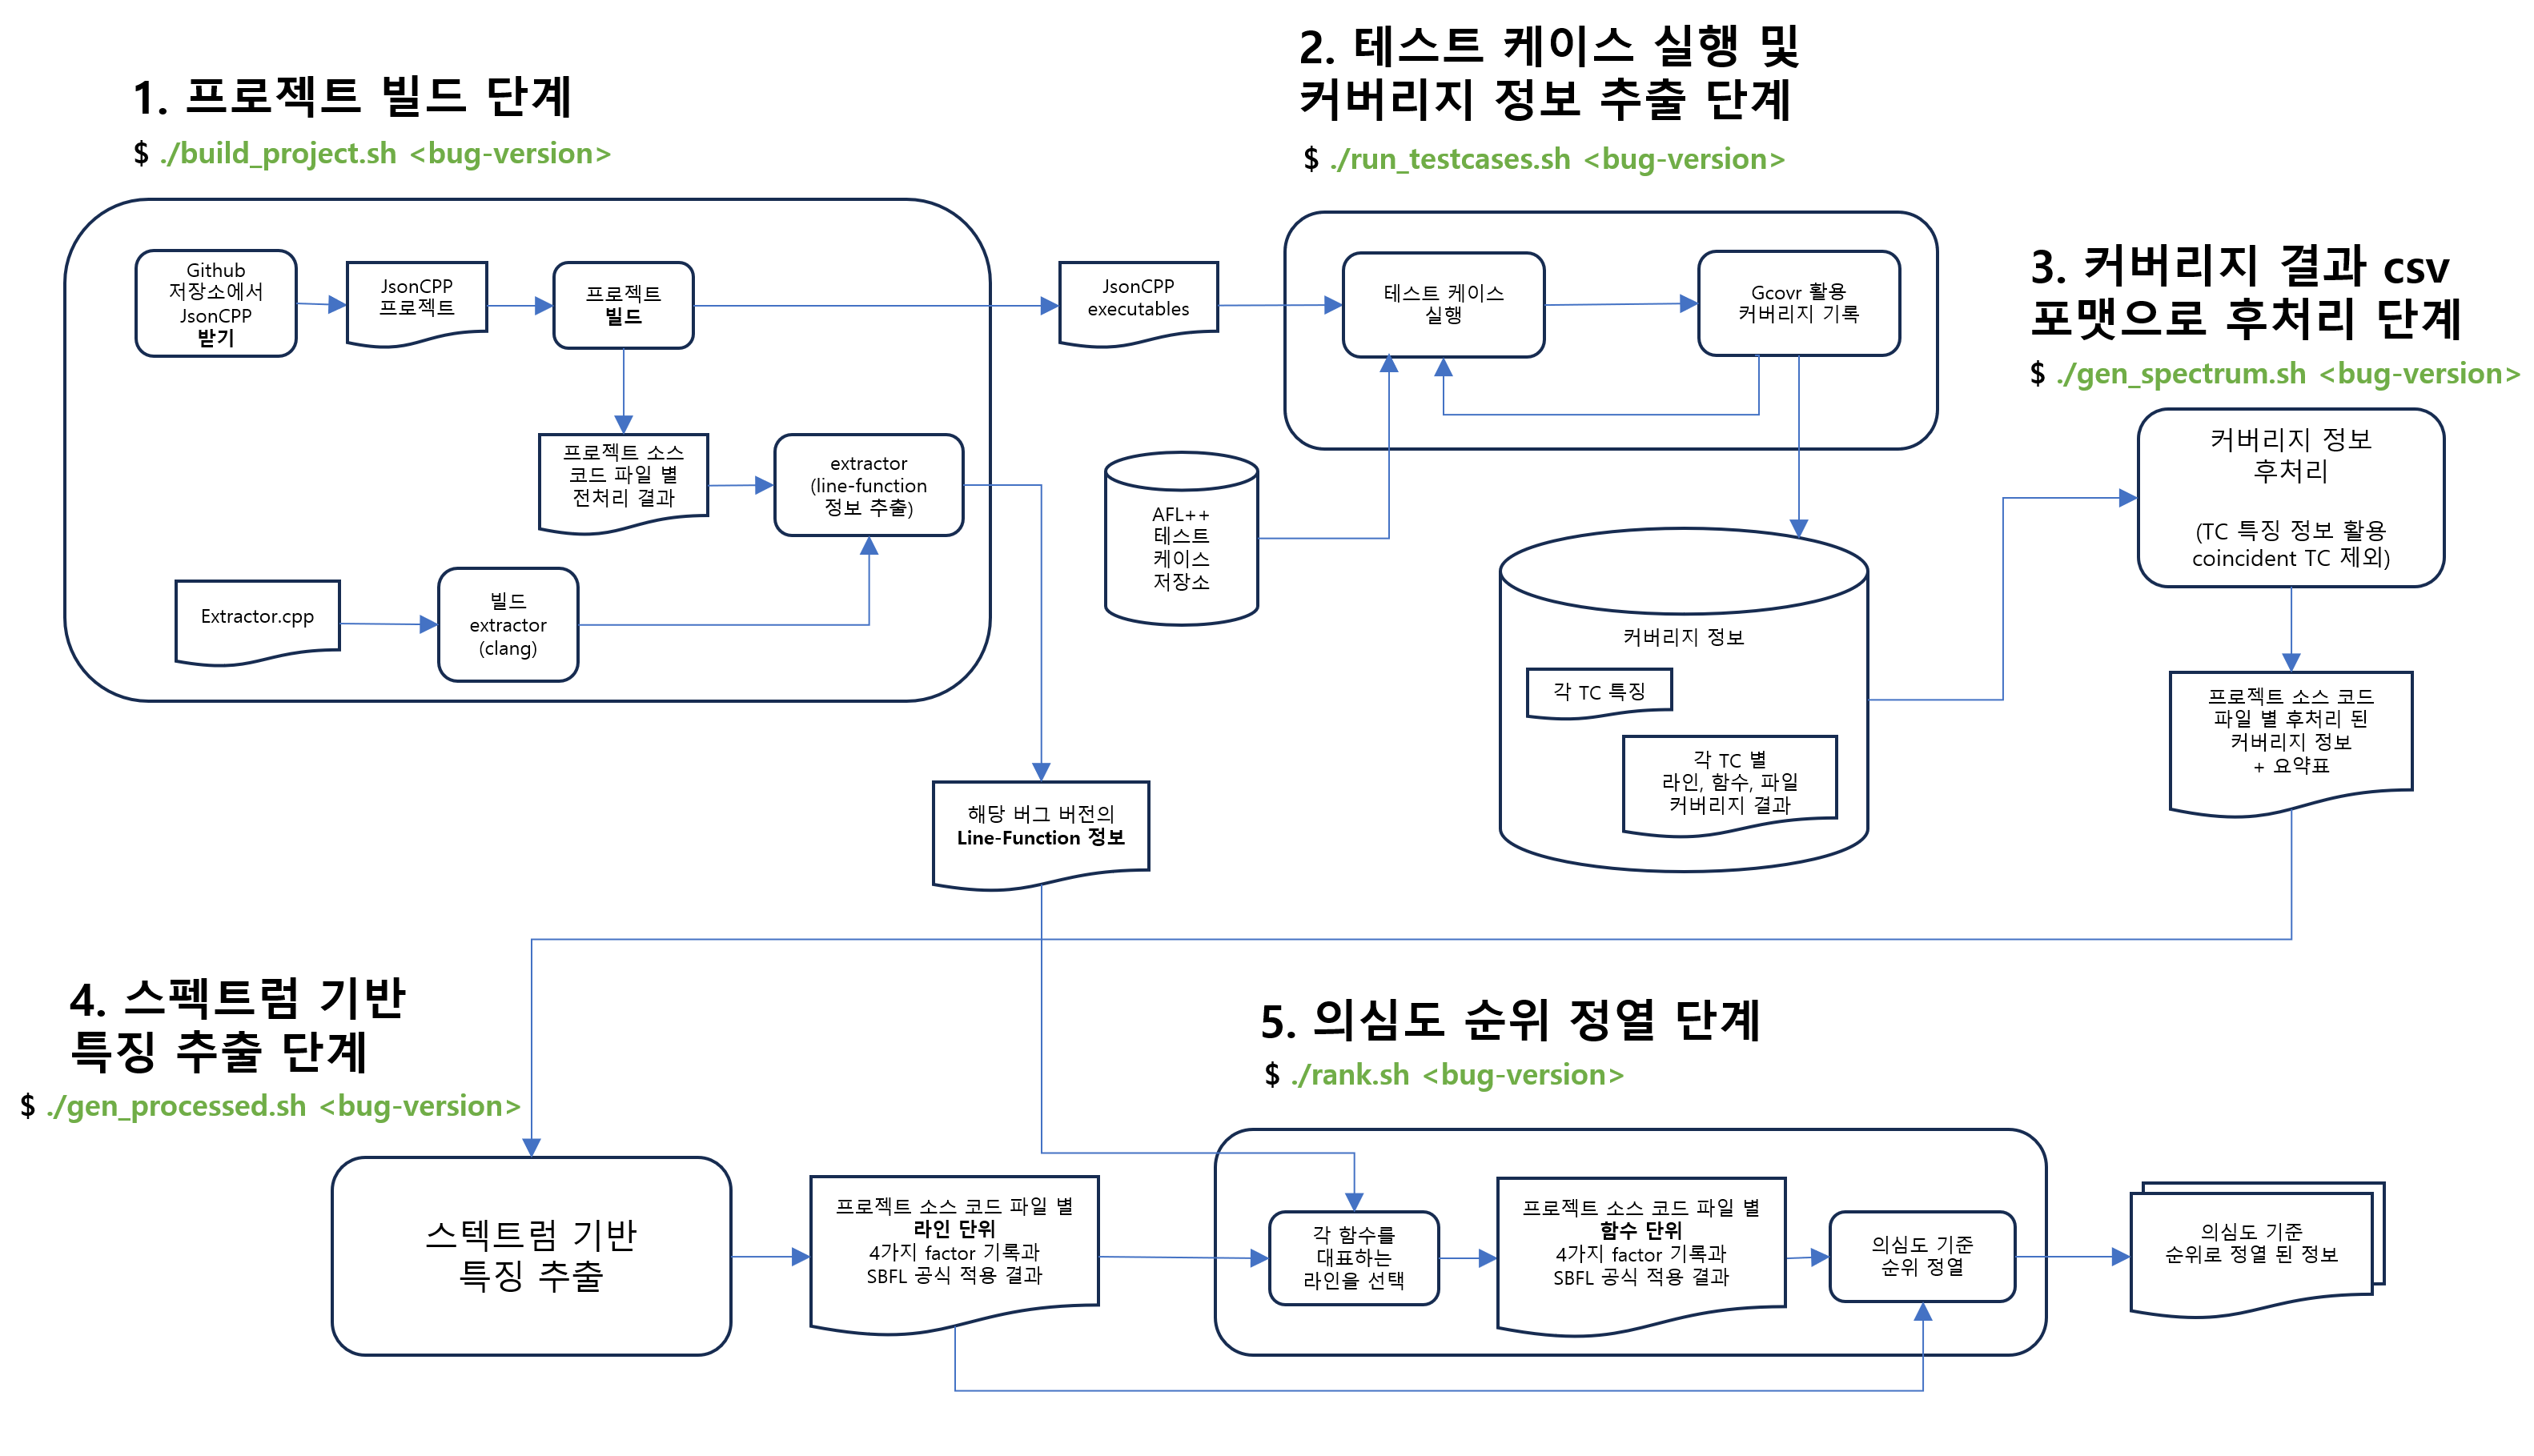 1. 프로젝트 빌드 단계
$ ./build_project.sh <bug-version>
Github
저장소에서
JsonCPP
받기
JsonCPP
프로젝트
프로젝트
빌드
프로젝트 소스
코드 파일 별
전처리 결과
extractor
(line-function
정보 추출)
Extractor.cpp
빌드
extractor
(clang)
JsonCPP
executables
2. 테스트 케이스 실행 및
커버리지 정보 추출 단계
$ ./run_testcases.sh <bug-version>
테스트 케이스
실행
Gcovr 활용
커버리지 기록
AFL++
테스트
케이스
저장소
커버리지 정보
각 TC 특징
각 TC 별
라인, 함수, 파일
커버리지 결과
3. 커버리지 결과 csv
포맷으로 후처리 단계
$ ./gen_spectrum.sh <bug-version>
커버리지 정보
후처리
(TC 특징 정보 활용
coincident TC 제외)
프로젝트 소스 코드
파일 별 후처리 된
커버리지 정보
+ 요약표
해당 버그 버전의
Line-Function 정보
4. 스펙트럼 기반
특징 추출 단계
$ ./gen_processed.sh <bug-version>
스텍트럼 기반
특징 추출
프로젝트 소스 코드 파일 별
라인 단위
4가지 factor 기록과
SBFL 공식 적용 결과
5. 의심도 순위 정열 단계
$ ./rank.sh <bug-version>
각 함수를
대표하는
라인을 선택
프로젝트 소스 코드 파일 별
함수 단위
4가지 factor 기록과
SBFL 공식 적용 결과
의심도 기준
순위 정열
의심도 기준
순위로 정열 된 정보